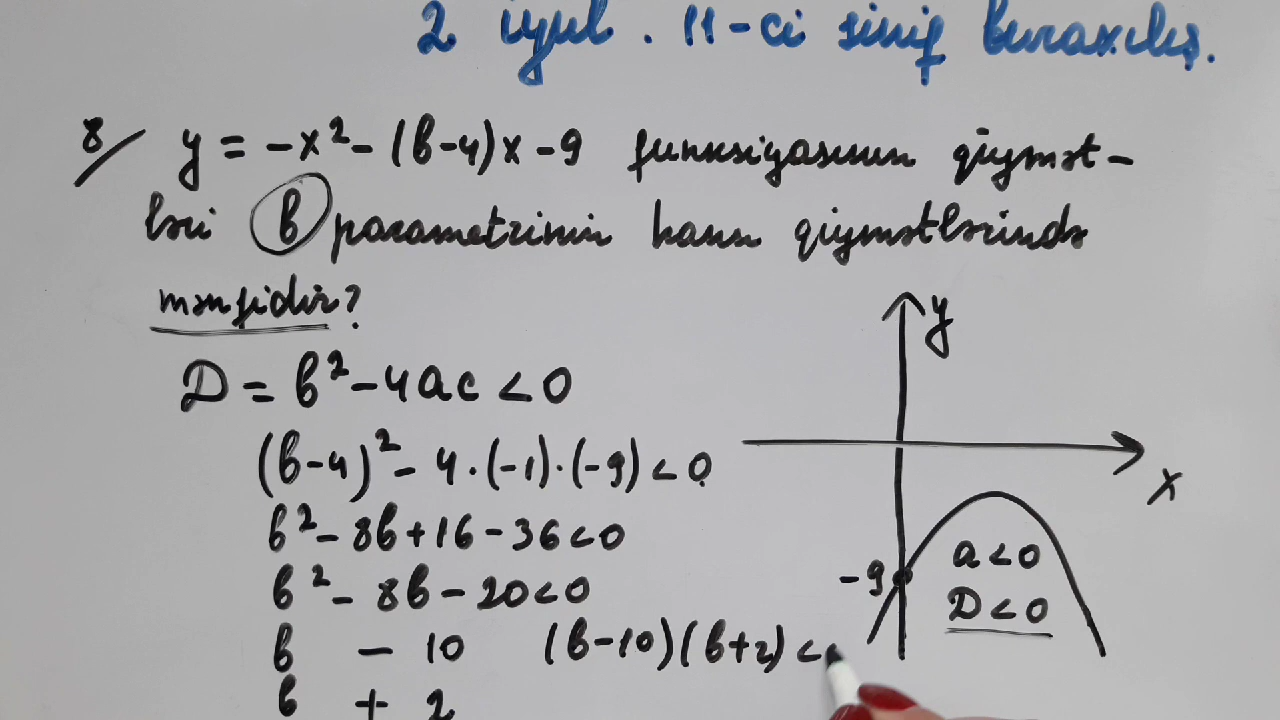 2 iyul. 11-ci sinif buraxılış.
8/ y = -x² - (b-4)x - 9 funksiyasının qiymət-
ləri b parametrinin hansı qiymətlərində
mənfidir?
D = b² - 4ac < 0
(b-4)² - 4·(-1)·(-9) < 0
b² - 8b + 16 - 36 < 0
b² - 8b - 20 < 0
b - 10 (b-10)(b+2) <
b + 2
y
x
-9
a < 0
D < 0